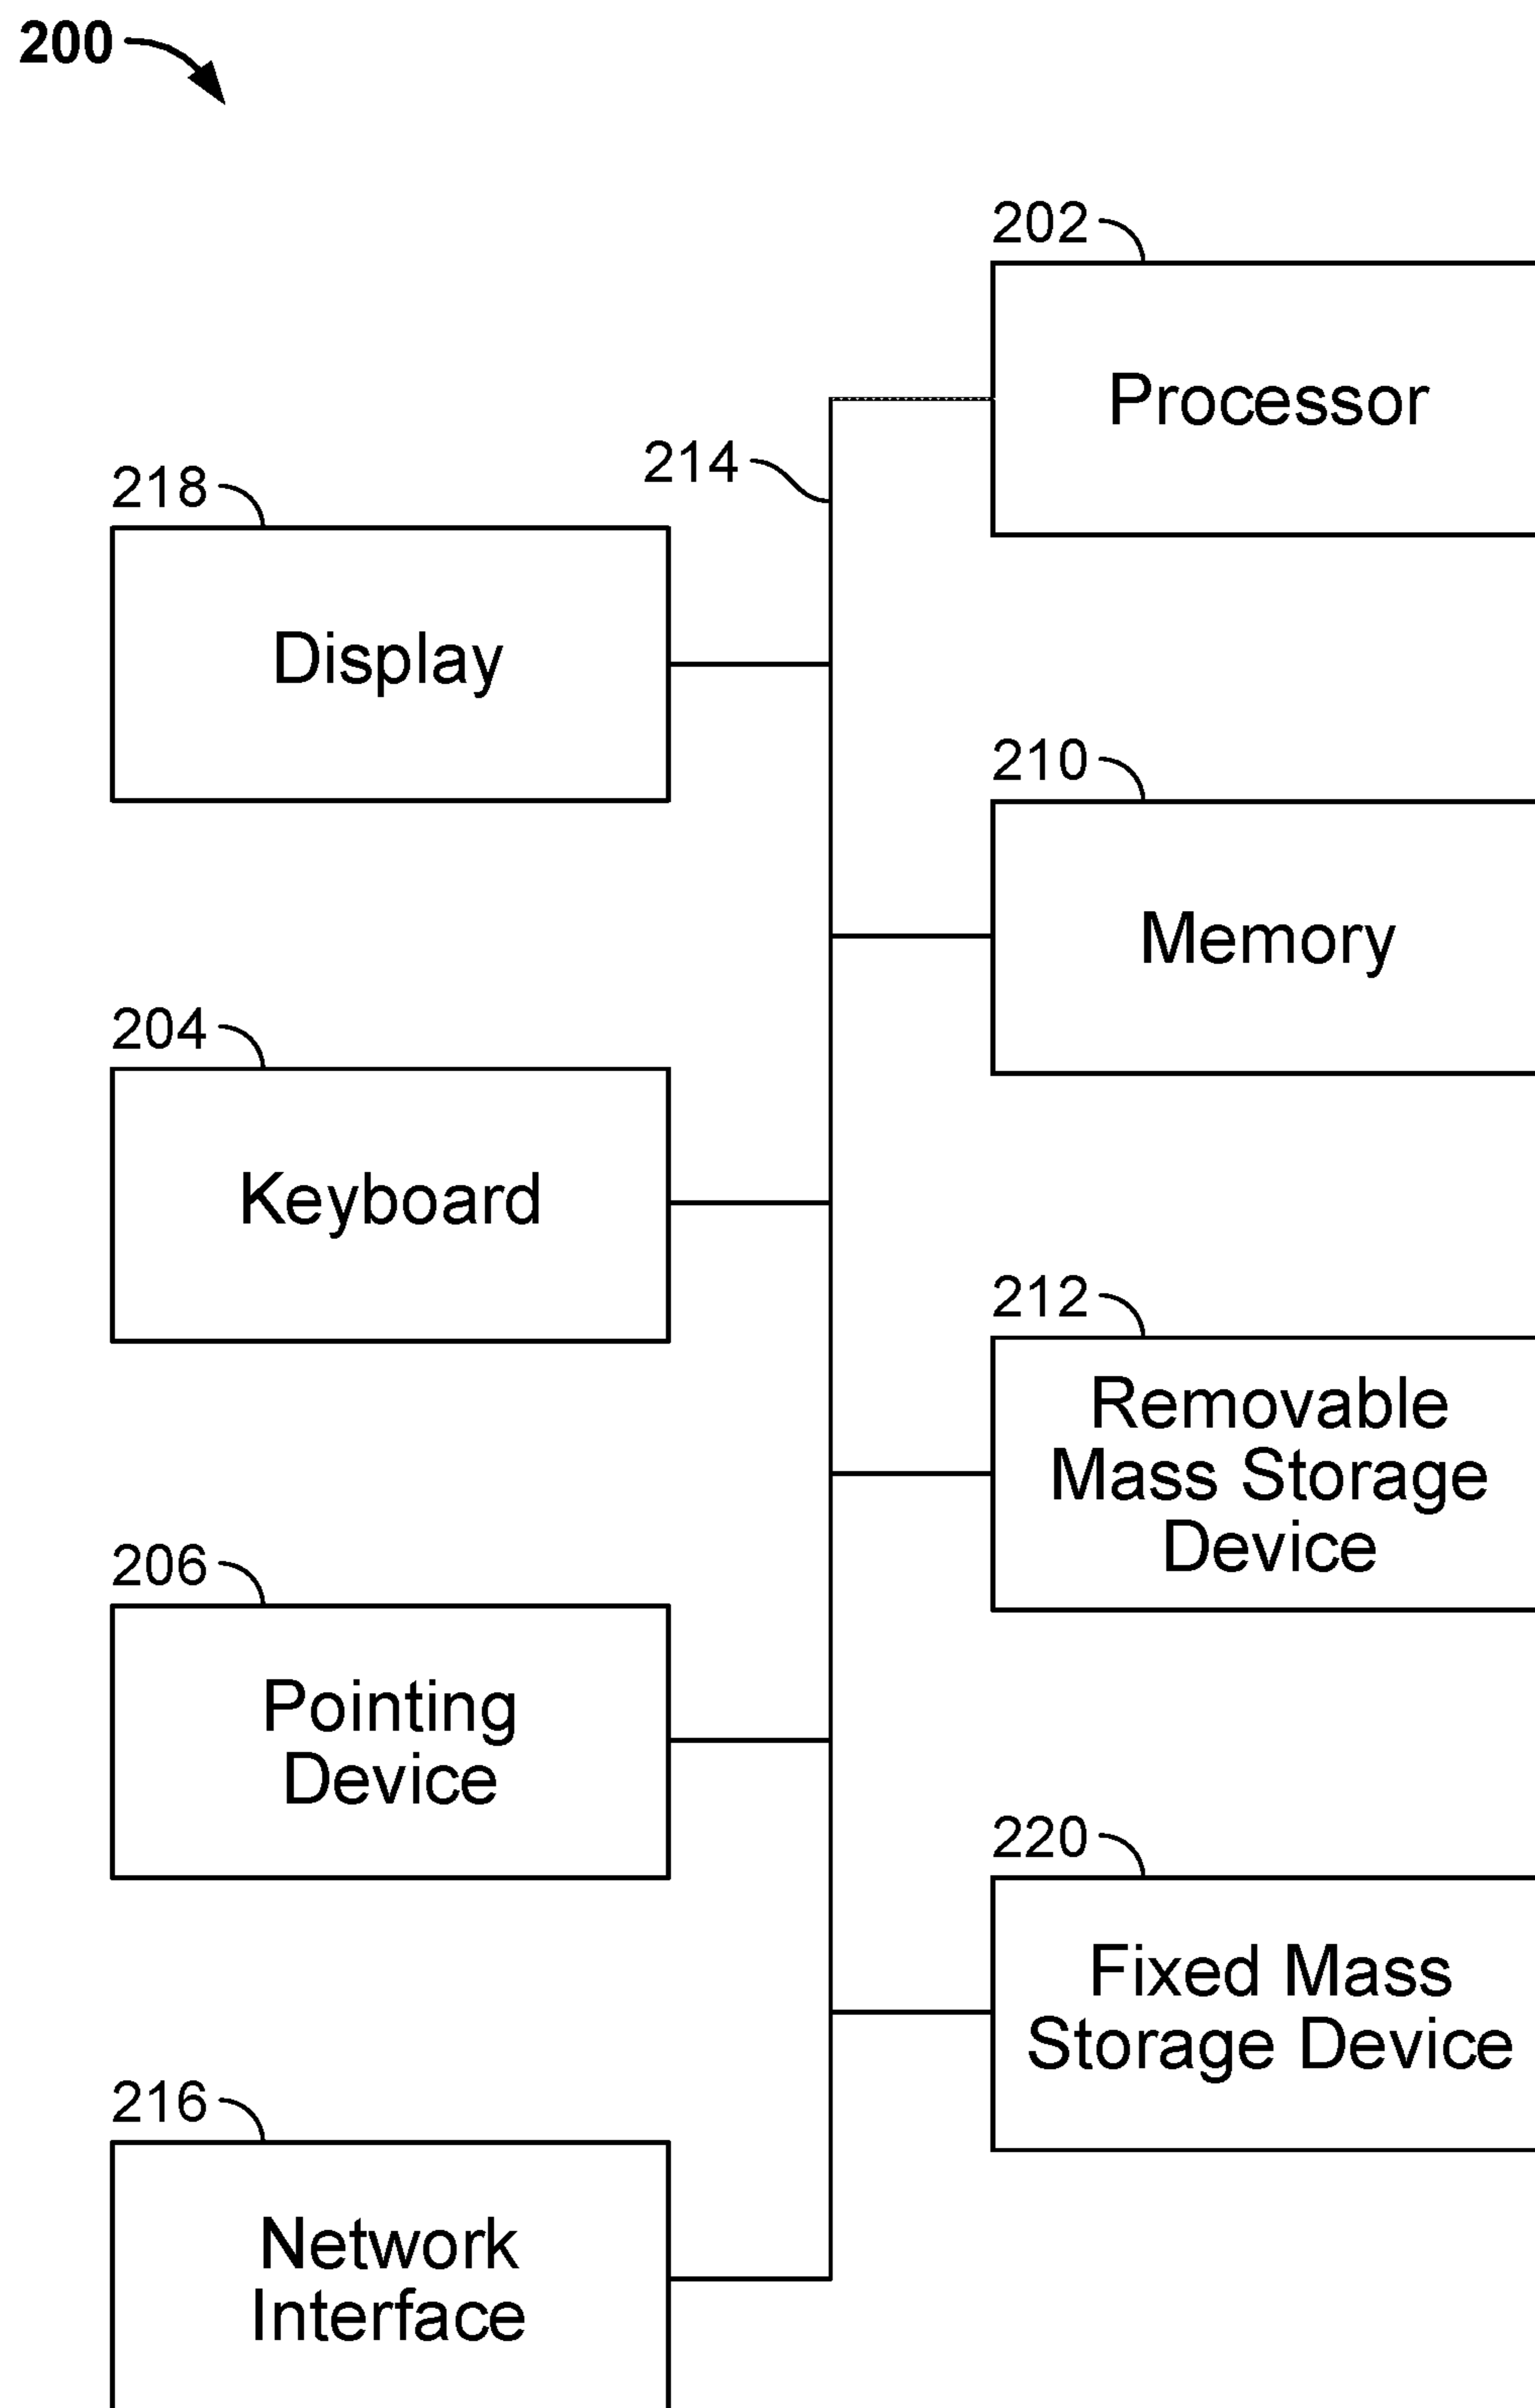 200
202
Processor
214
218
Display
210
Memory
204
Keyboard
212
Removable
Mass Storage
Device
206
Pointing
Device
220
Fixed Mass
Storage Device
216
Network
Interface